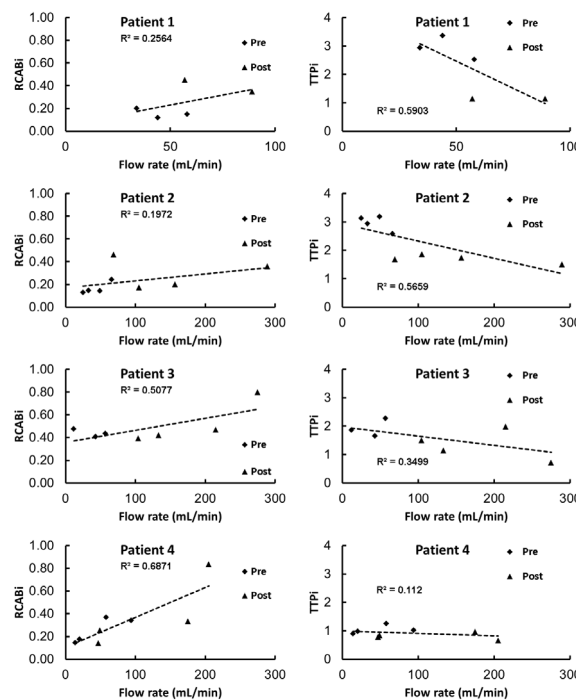 Patient 1
R² = 0.2564
Pre
Post
RCABi
1.00
0.80
0.60
0.40
0.20
0.00
0
50
100
Flow rate (mL/min)
Patient 1
Pre
Post
R² = 0.5903
TTPi
4
3
2
1
0
0
50
100
Flow rate (mL/min)
Patient 2
R² = 0.1972
Pre
Post
RCABi
1.00
0.80
0.60
0.40
0.20
0.00
0
100
200
300
Flow rate (mL/min)
Patient 2
Pre
Post
R² = 0.5659
TTPi
4
3
2
1
0
0
100
200
300
Flow rate (mL/min)
Patient 3
R² = 0.5077
Pre
Post
RCABi
1.00
0.80
0.60
0.40
0.20
0.00
0
100
200
300
Flow rate (mL/min)
Patient 3
Pre
Post
R² = 0.3499
TTPi
4
3
2
1
0
0
100
200
300
Flow rate (mL/min)
Patient 4
R² = 0.6871
Pre
Post
RCABi
1.00
0.80
0.60
0.40
0.20
0.00
0
100
200
300
Flow rate (mL/min)
Patient 4
Pre
Post
R² = 0.112
TTPi
4
3
2
1
0
0
100
200
300
Flow rate (mL/min)